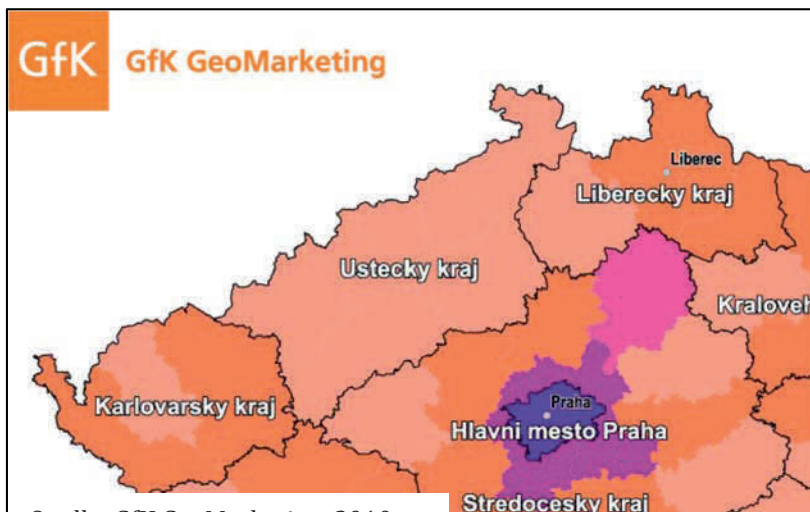 GfK
GfK GeoMarketing
Liberec
Liberecky kraj
Ustecky kraj
Karlovarsky kraj
Praha
Hlavni mesto Praha
Stredocesky kraj